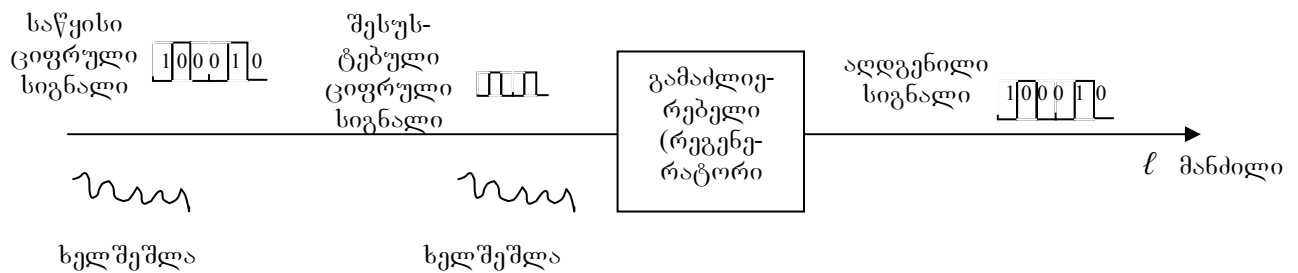 საწყისი
ციფრული
სიგნალი
1 0 0 0 1 0
შესუს-
ტებული
ციფრული
სიგნალი
გამაძლიე-
რებელი
(რეგენე-
რატორი
აღდგენილი
სიგნალი
1 0 0 0 1 0
ℓ მანძილი
ხელშეშლა
ხელშეშლა